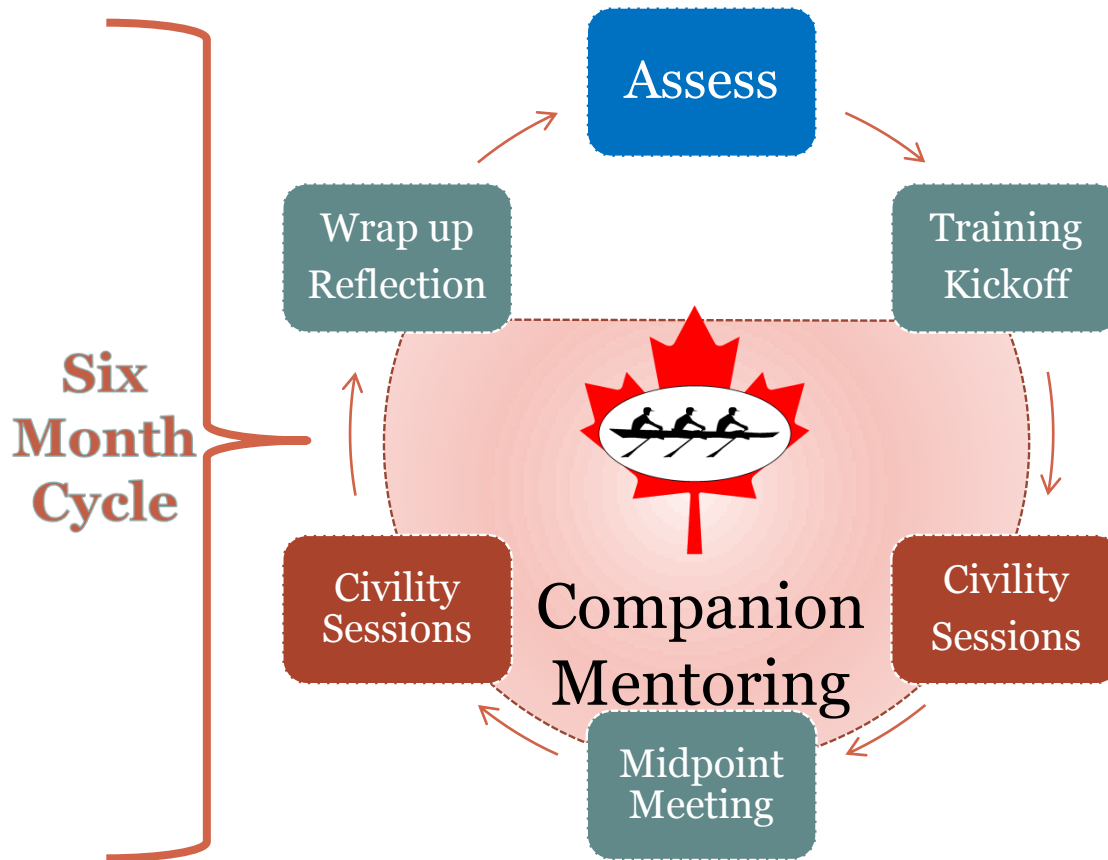 Assess
Training
Kickoff
Civility
Sessions
Midpoint
Meeting
Civility
Sessions
Wrap up
Reflection
Companion
Mentoring
Six
Month
Cycle